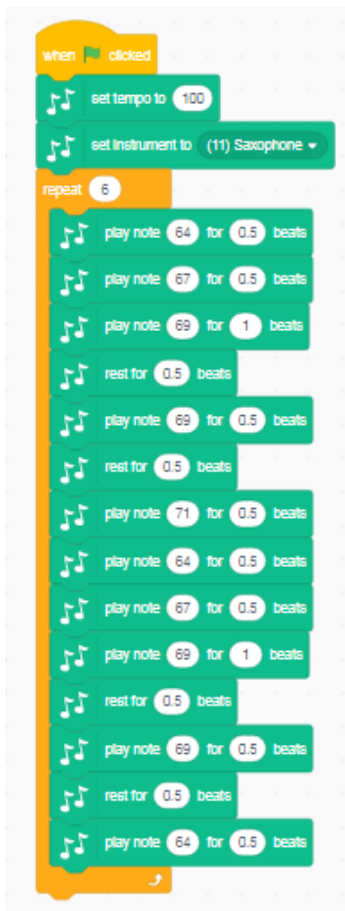 when clicked
set tempo to 100
set instrument to (11) Saxophone
repeat 6
play note 64 for 0.5 beats
play note 67 for 0.5 beats
play note 69 for 1 beats
rest for 0.5 beats
play note 69 for 0.5 beats
rest for 0.5 beats
play note 71 for 0.5 beats
play note 64 for 0.5 beats
play note 67 for 0.5 beats
play note 69 for 1 beats
rest for 0.5 beats
play note 69 for 0.5 beats
rest for 0.5 beats
play note 64 for 0.5 beats